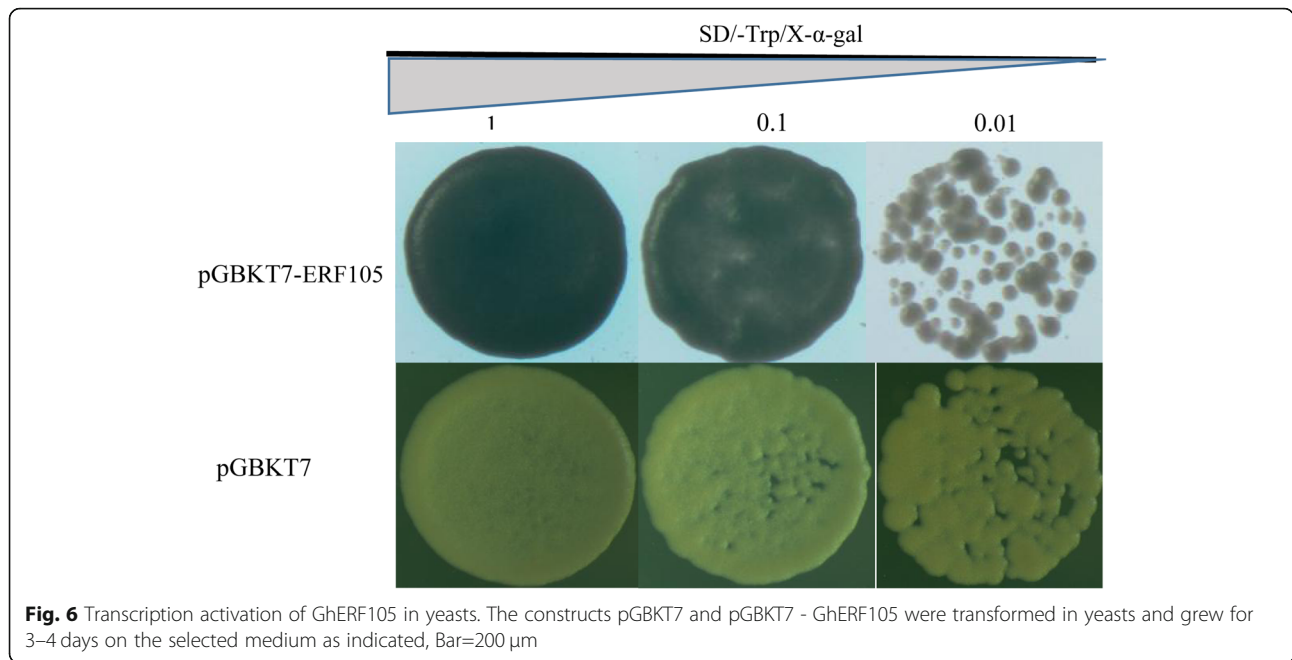 SD/-Trp/X-α-gal
1 0.1 0.01
pGBKT7-ERF105
pGBKT7
Fig. 6 Transcription activation of GhERF105 in yeasts. The constructs pGBKT7 and pGBKT7 - GhERF105 were transformed in yeasts and grew for
3–4 days on the selected medium as indicated, Bar=200 μm